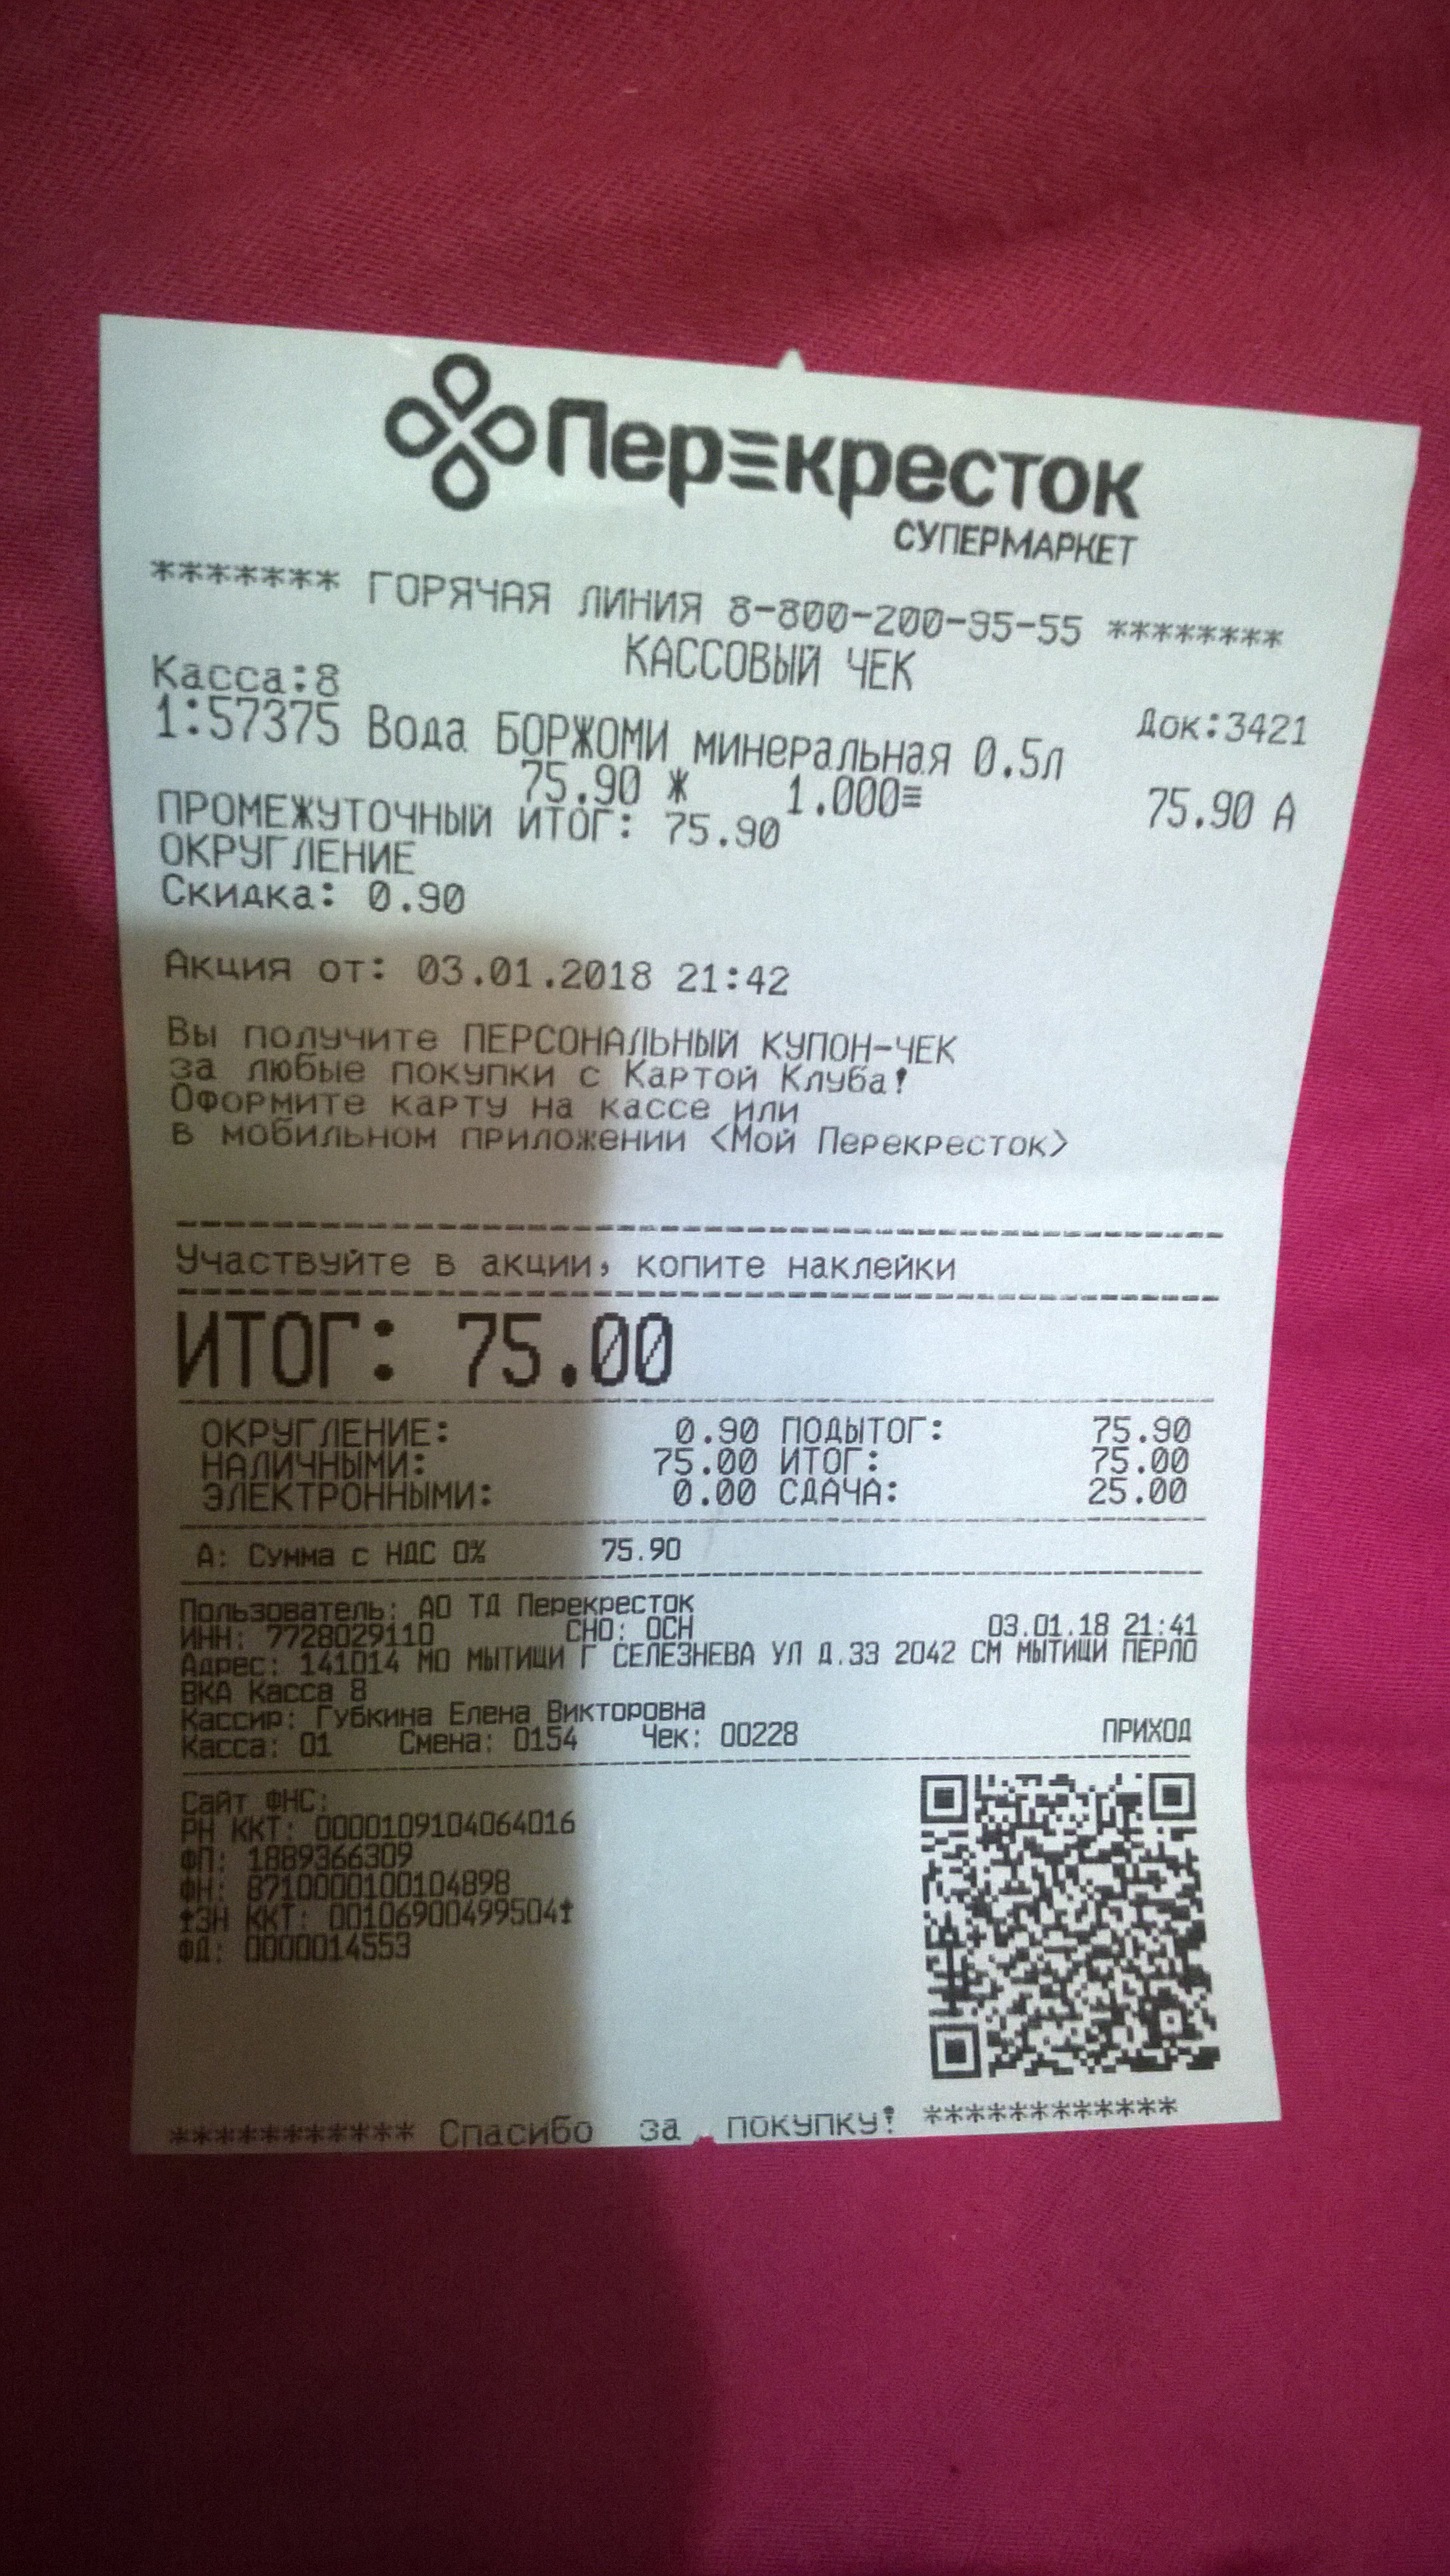 Перекресток
СУПЕРМАРКЕТ
******* ГОРЯЧАЯ ЛИНИЯ 8-800-200-95-55 ********
КАССОВЫЙ ЧЕК
Касса:8 Док:3421
1:57375 Вода БОРЖОМИ минеральная 0.5л
75.90 * 1.000≡ 75.90 А
ПРОМЕЖУТОЧНЫЙ ИТОГ: 75.90
ОКРУГЛЕНИЕ
Скидка: 0.90
Акция от: 03.01.2018 21:42
Вы получите ПЕРСОНАЛЬНЫЙ КУПОН-ЧЕК
за любые покупки с Картой Клуба!
Оформите карту на кассе или
в мобильном приложении <Мой Перекресток>
Участвуйте в акции, копите наклейки
ИТОГ: 75.00
ОКРУГЛЕНИЕ: 0.90 ПОДЫТОГ: 75.90
НАЛИЧНЫМИ: 75.00 ИТОГ: 75.00
ЭЛЕКТРОННЫМИ: 0.00 СДАЧА: 25.00
А: Сумма с НДС 0% 75.90
Пользователь: АО ТД Перекресток
ИНН: 7728029110 СНО: ОСН 03.01.18 21:41
Адрес: 141014 МО МЫТИЩИ Г СЕЛЕЗНЕВА УЛ Д.33 2042 СМ МЫТИЩИ ПЕРЛО
ВКА Касса 8
Кассир: Губкина Елена Викторовна
Касса: 01 Смена: 0154 Чек: 00228 ПРИХОД
Сайт ФНС:
РН ККТ: 0000109104064016
ФП: 1889366309
ФН: 8710000100104898
‡ЗН ККТ: 00106900499504‡
ФД: 0000014553
*********** Спасибо за покупку! ************